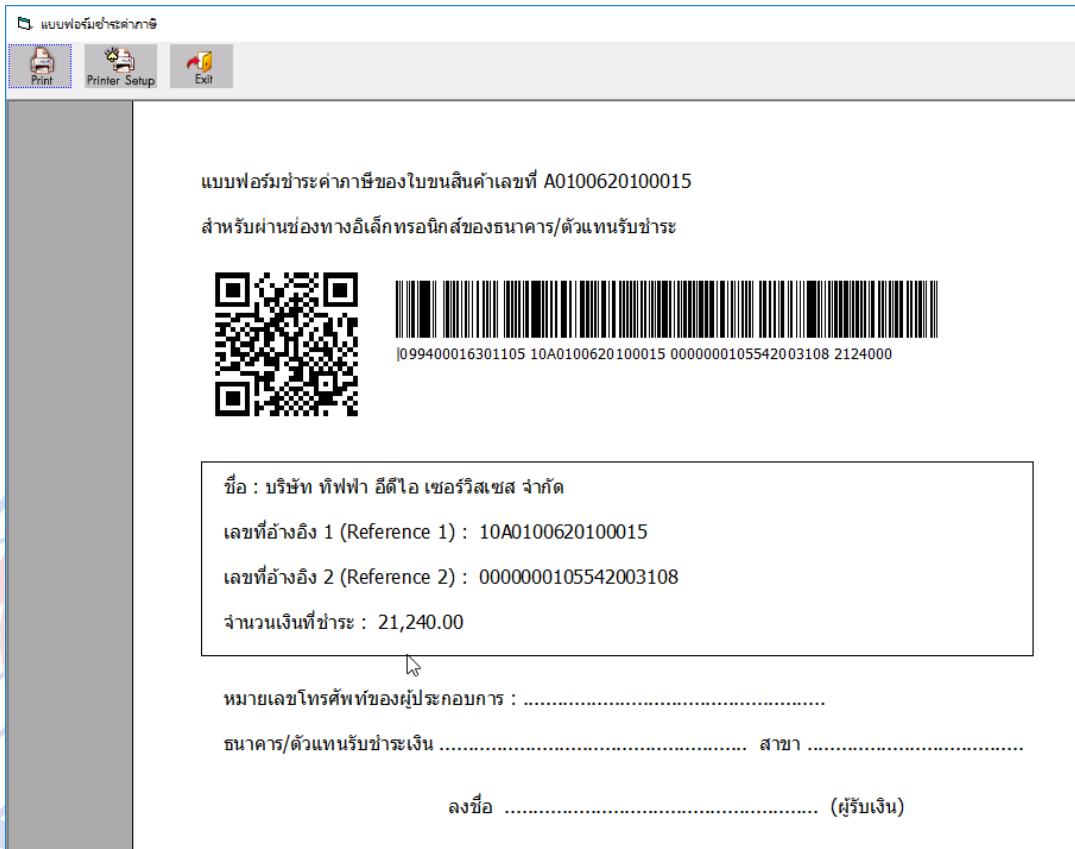 แบบฟอร์มชำระค่าภาษี
Print Printer Setup Exit
แบบฟอร์มชำระค่าภาษีของใบขนสินค้าเลขที่ A0100620100015
สำหรับผ่านช่องทางอิเล็กทรอนิกส์ของธนาคาร/ตัวแทนรับชำระ
|099400016301105 10A0100620100015 0000000105542003108 2124000
ชื่อ : บริษัท ทิฟฟ่า อีดีไอ เซอร์วิสเซส จำกัด
เลขที่อ้างอิง 1 (Reference 1) : 10A0100620100015
เลขที่อ้างอิง 2 (Reference 2) : 0000000105542003108
จำนวนเงินที่ชำระ : 21,240.00
หมายเลขโทรศัพท์ของผู้ประกอบการ : .....................................................
ธนาคาร/ตัวแทนรับชำระเงิน ...................................................... สาขา ......................................
ลงชื่อ ....................................................... (ผู้รับเงิน)